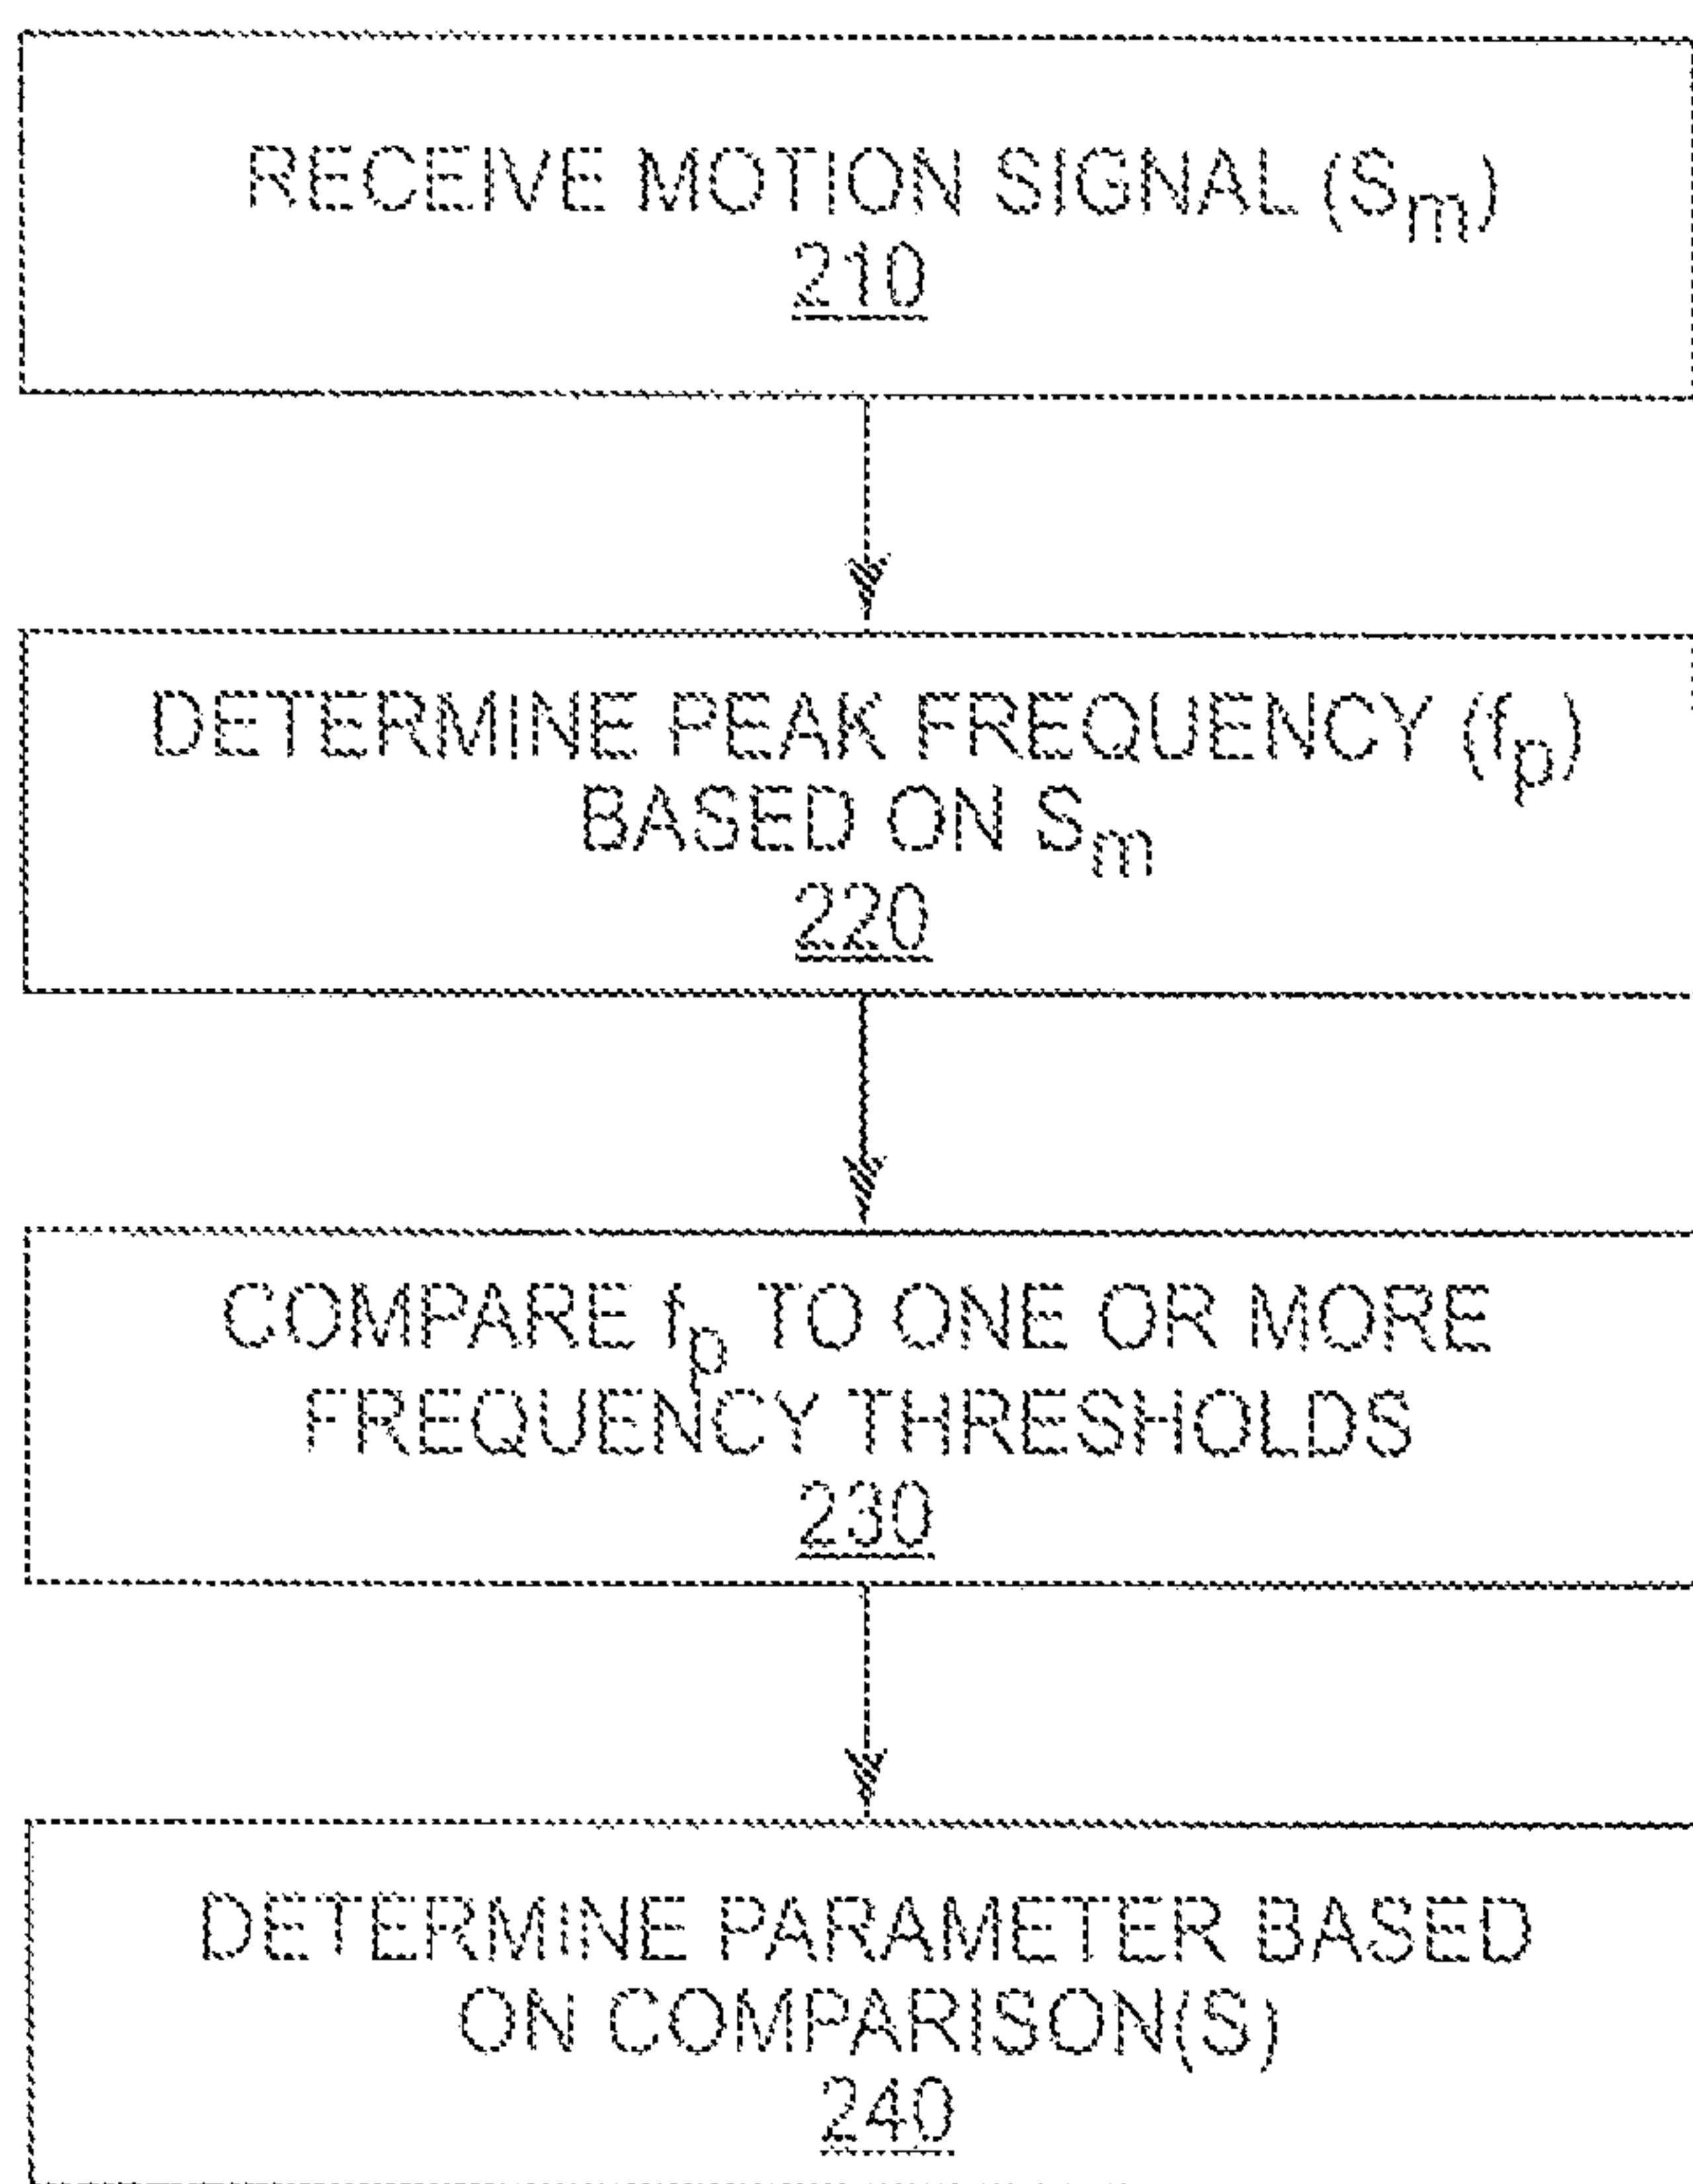 RECEIVE MOTION SIGNAL (Sm)
210
DETERMINE PEAK FREQUENCY (fp)
BASED ON Sm
220
COMPARE fp TO ONE OR MORE
FREQUENCY THRESHOLDS
230
DETERMINE PARAMETER BASED
ON COMPARISON(S)
240